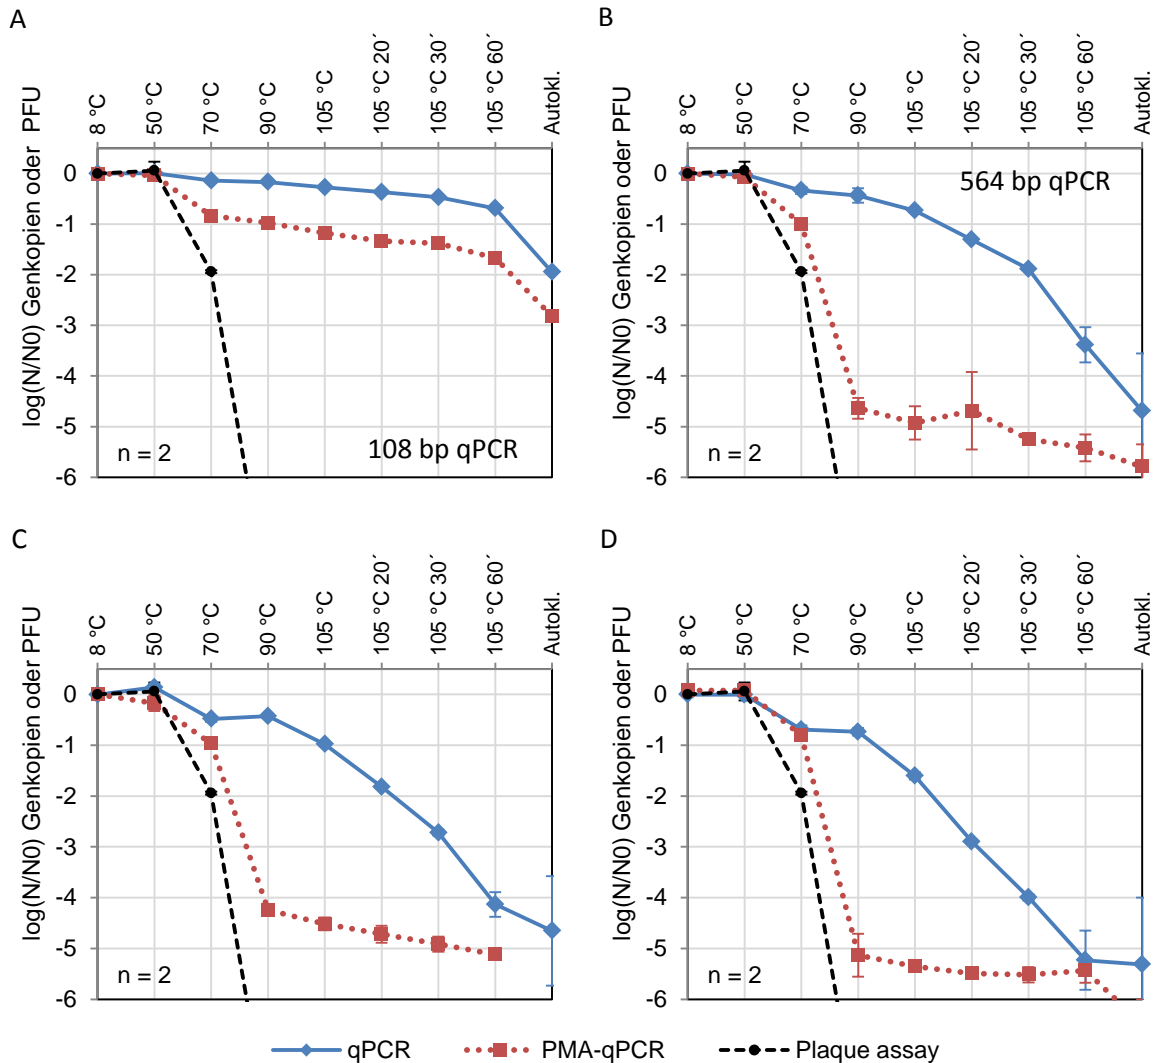 A
8 °C
50 °C
70 °C
90 °C
105 °C
105 °C 20´
105 °C 30´
105 °C 60´
Autokl.
log(N/N0) Genkopien oder PFU
0
-1
-2
-3
-4
-5
-6
n = 2
108 bp qPCR
B
8 °C
50 °C
70 °C
90 °C
105 °C
105 °C 20´
105 °C 30´
105 °C 60´
Autokl.
log(N/N0) Genkopien oder PFU
0
-1
-2
-3
-4
-5
-6
564 bp qPCR
n = 2
C
8 °C
50 °C
70 °C
90 °C
105 °C
105 °C 20´
105 °C 30´
105 °C 60´
Autokl.
log(N/N0) Genkopien oder PFU
0
-1
-2
-3
-4
-5
-6
n = 2
D
8 °C
50 °C
70 °C
90 °C
105 °C
105 °C 20´
105 °C 30´
105 °C 60´
Autokl.
log(N/N0) Genkopien oder PFU
0
-1
-2
-3
-4
-5
-6
n = 2
qPCR
PMA-qPCR
Plaque assay